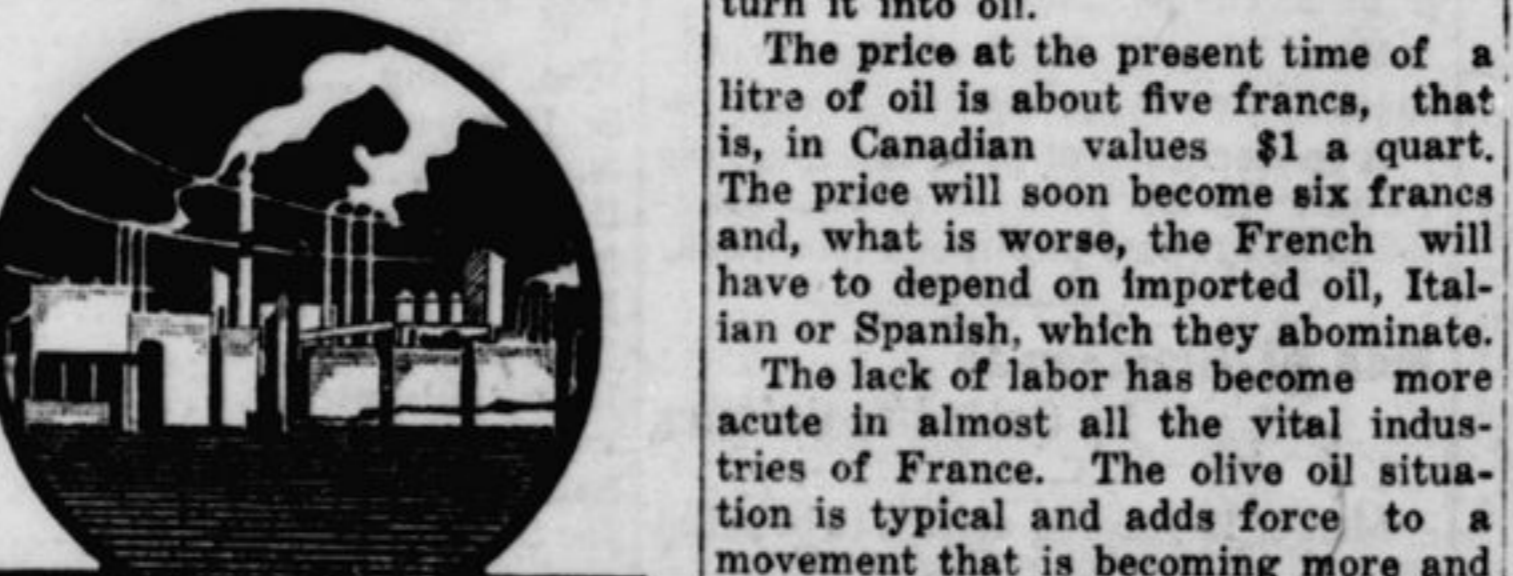 turn it into oil.
The price at the present time of a
litre of oil is about five francs, that
is, in Canadian values $1 a quart.
The price will soon become six francs
and, what is worse, the French will
have to depend on imported oil, Ital-
ian or Spanish, which they abominate.
The lack of labor has become more
acute in almost all the vital indus-
tries of France. The olive oil situa-
tion is typical and adds force to a
movement that is becoming more and